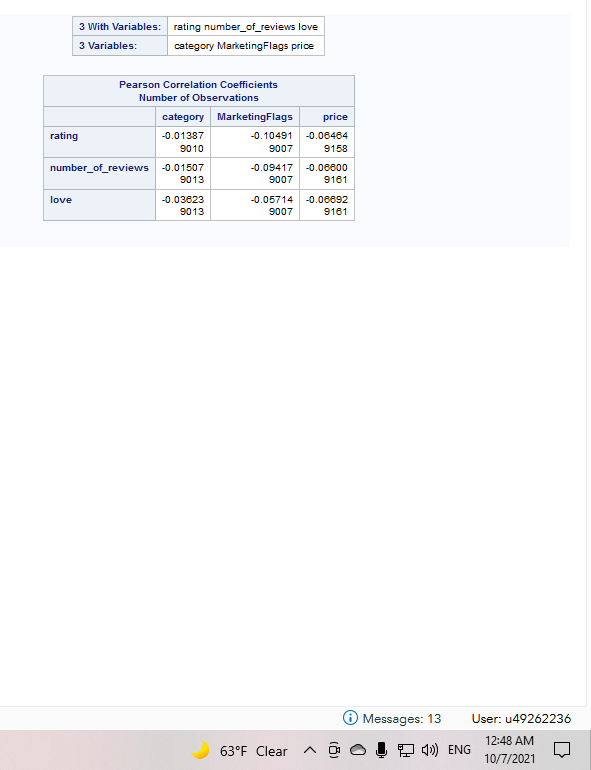 3 With Variables: rating number_of_reviews love
3 Variables: category MarketingFlags price
Pearson Correlation Coefficients
Number of Observations
category MarketingFlags price
rating -0.01387 -0.10491 -0.06464
9010 9007 9158
number_of_reviews -0.01507 -0.09417 -0.06600
9013 9007 9161
love -0.03623 -0.05714 -0.06692
9013 9007 9161
Messages: 13 User: u49262236
63°F Clear ENG 12:48 AM
10/7/2021